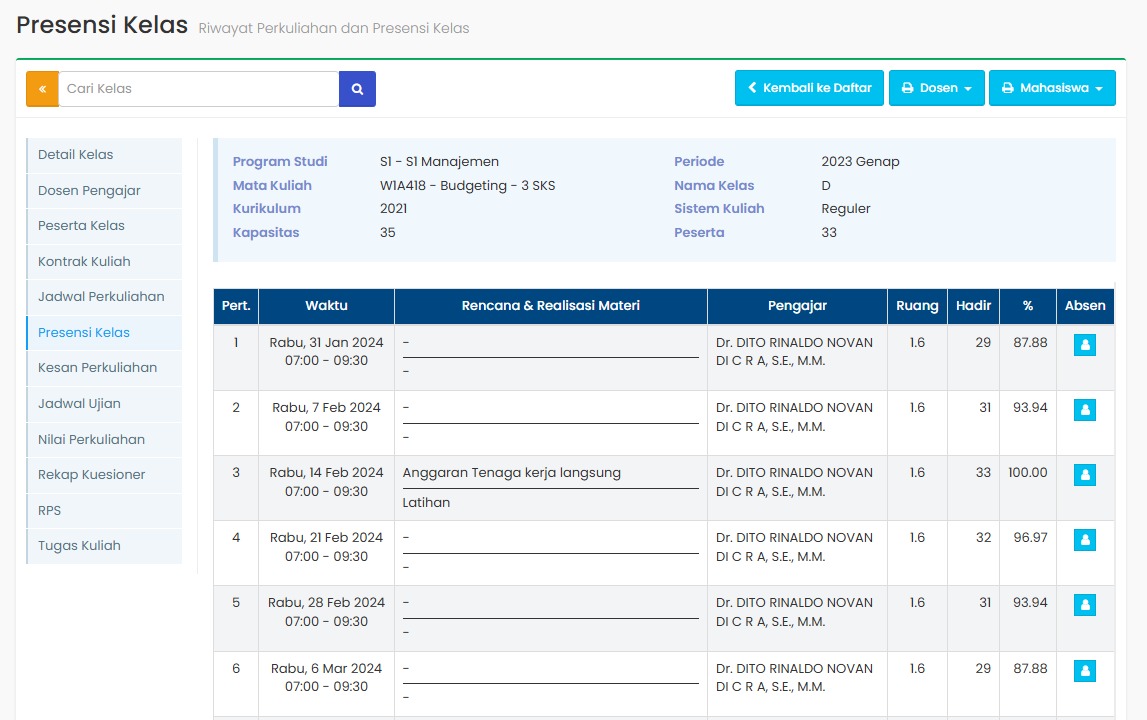 Presensi Kelas Riwayat Perkuliahan dan Presensi Kelas
« Cari Kelas Kembali ke Daftar Dosen Mahasiswa
Detail Kelas
Dosen Pengajar
Peserta Kelas
Kontrak Kuliah
Jadwal Perkuliahan
Presensi Kelas
Kesan Perkuliahan
Jadwal Ujian
Nilai Perkuliahan
Rekap Kuesioner
RPS
Tugas Kuliah
Program Studi S1 - S1 Manajemen Periode 2023 Genap
Mata Kuliah W1A418 - Budgeting - 3 SKS Nama Kelas D
Kurikulum 2021 Sistem Kuliah Reguler
Kapasitas 35 Peserta 33
Pert. Waktu Rencana & Realisasi Materi Pengajar Ruang Hadir % Absen
1 Rabu, 31 Jan 2024 - Dr. DITO RINALDO NOVAN 1.6 29 87.88
07:00 - 09:30 - DI C R A, S.E., M.M.
2 Rabu, 7 Feb 2024 - Dr. DITO RINALDO NOVAN 1.6 31 93.94
07:00 - 09:30 - DI C R A, S.E., M.M.
3 Rabu, 14 Feb 2024 Anggaran Tenaga kerja langsung Dr. DITO RINALDO NOVAN 1.6 33 100.00
07:00 - 09:30 Latihan DI C R A, S.E., M.M.
4 Rabu, 21 Feb 2024 - Dr. DITO RINALDO NOVAN 1.6 32 96.97
07:00 - 09:30 - DI C R A, S.E., M.M.
5 Rabu, 28 Feb 2024 - Dr. DITO RINALDO NOVAN 1.6 31 93.94
07:00 - 09:30 - DI C R A, S.E., M.M.
6 Rabu, 6 Mar 2024 - Dr. DITO RINALDO NOVAN 1.6 29 87.88
07:00 - 09:30 - DI C R A, S.E., M.M.